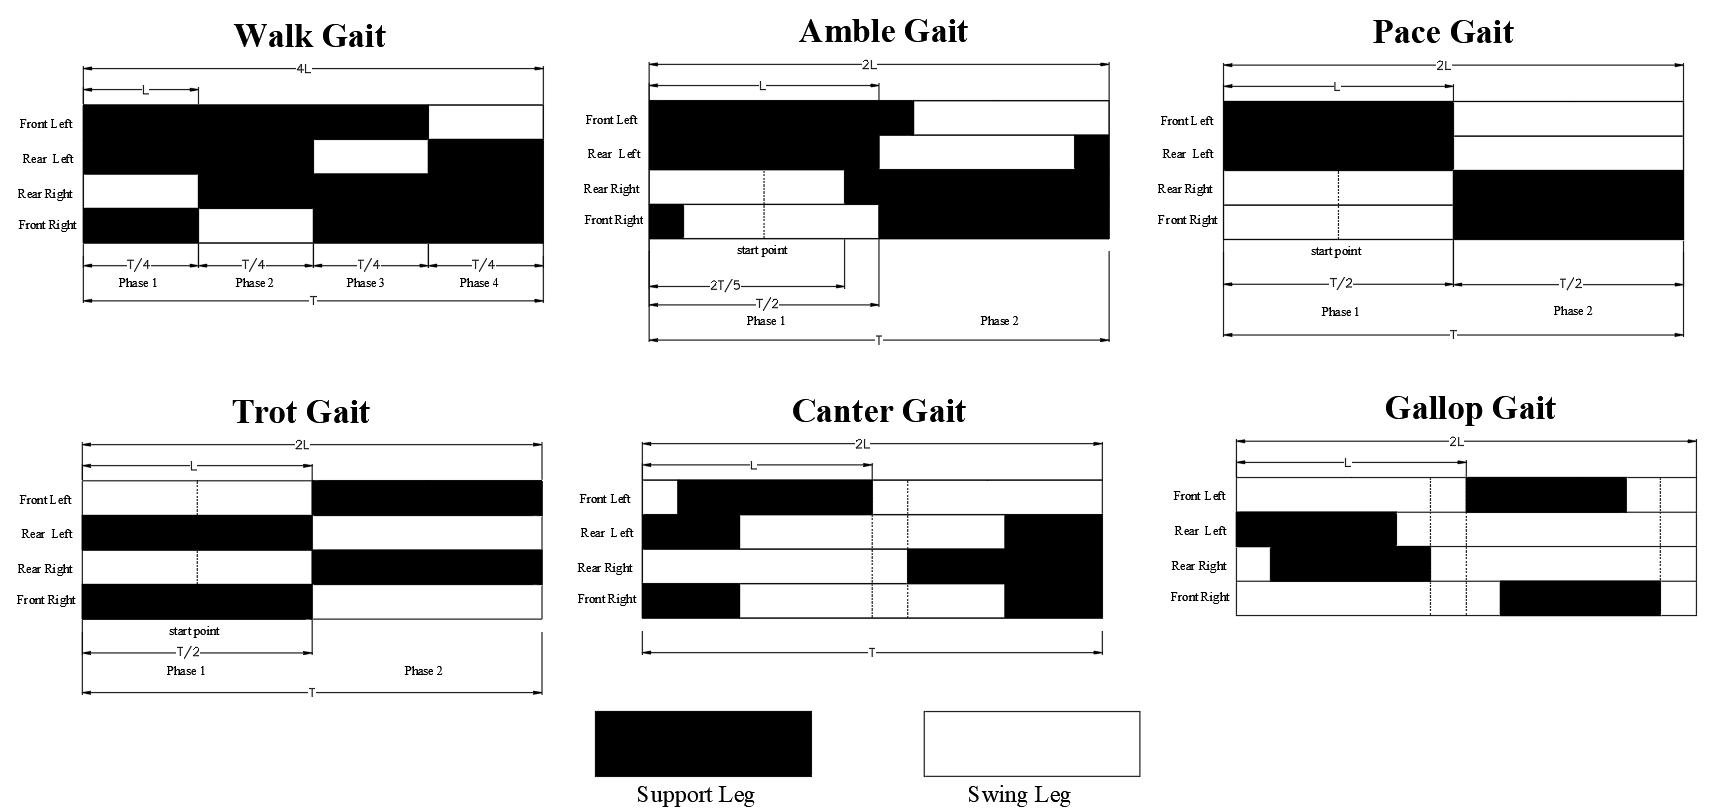 Walk Gait
4L
L
Front Left
Rear Left
Rear Right
Front Right
T/4 T/4 T/4 T/4
Phase 1 Phase 2 Phase 3 Phase 4
T
Amble Gait
2L
L
Front Left
Rear Left
Rear Right
Front Right
start point
2T/5
T/2
Phase 1 Phase 2
T
Pace Gait
2L
L
Front Left
Rear Left
Rear Right
Front Right
start point
T/2 T/2
Phase 1 Phase 2
T
Trot Gait
2L
L
Front Left
Rear Left
Rear Right
Front Right
start point
T/2
Phase 1 Phase 2
T
Canter Gait
2L
L
Front Left
Rear Left
Rear Right
Front Right
T
Gallop Gait
2L
L
Front Left
Rear Left
Rear Right
Front Right
Support Leg
Swing Leg